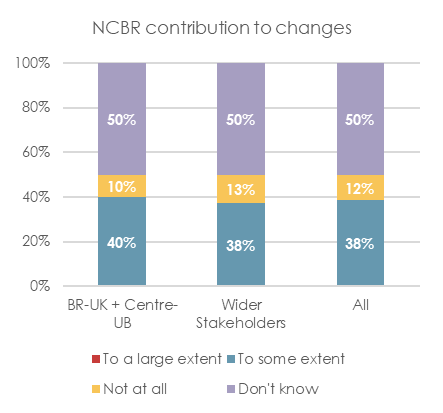 NCBR contribution to changes
100%
80%
60%
40%
20%
0%
50%
50%
50%
10%
13%
12%
40%
38%
38%
BR-UK + Centre-
UB
Wider
Stakeholders
All
To a large extent
To some extent
Not at all
Don't know